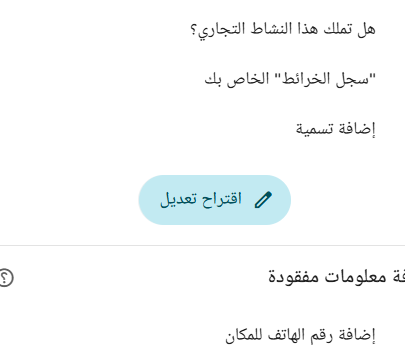 هل تملك هذا النشاط التجاري؟
"سجل الخرائط" الخاص بك
إضافة تسمية
اقتراح تعديل
معلومات مفقودة
إضافة رقم الهاتف للمكان